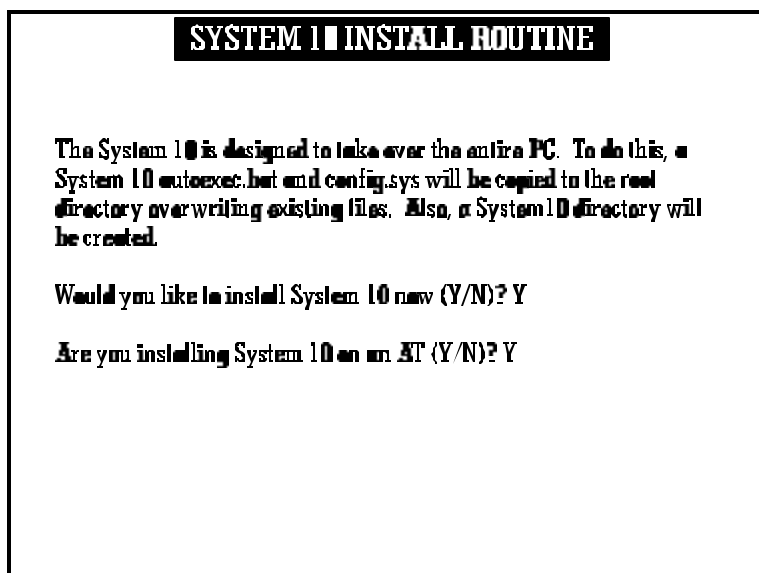 SYSTEM 10 INSTALL ROUTINE
The System 10 is designed to take over the entire PC. To do this, a
System 10 autoexec.bat and config.sys will be copied to the root
directory overwriting existing files. Also, a System10 directory will
be created.
Would you like to install System 10 now (Y/N)? Y
Are you installing System 10 on an AT (Y/N)? Y